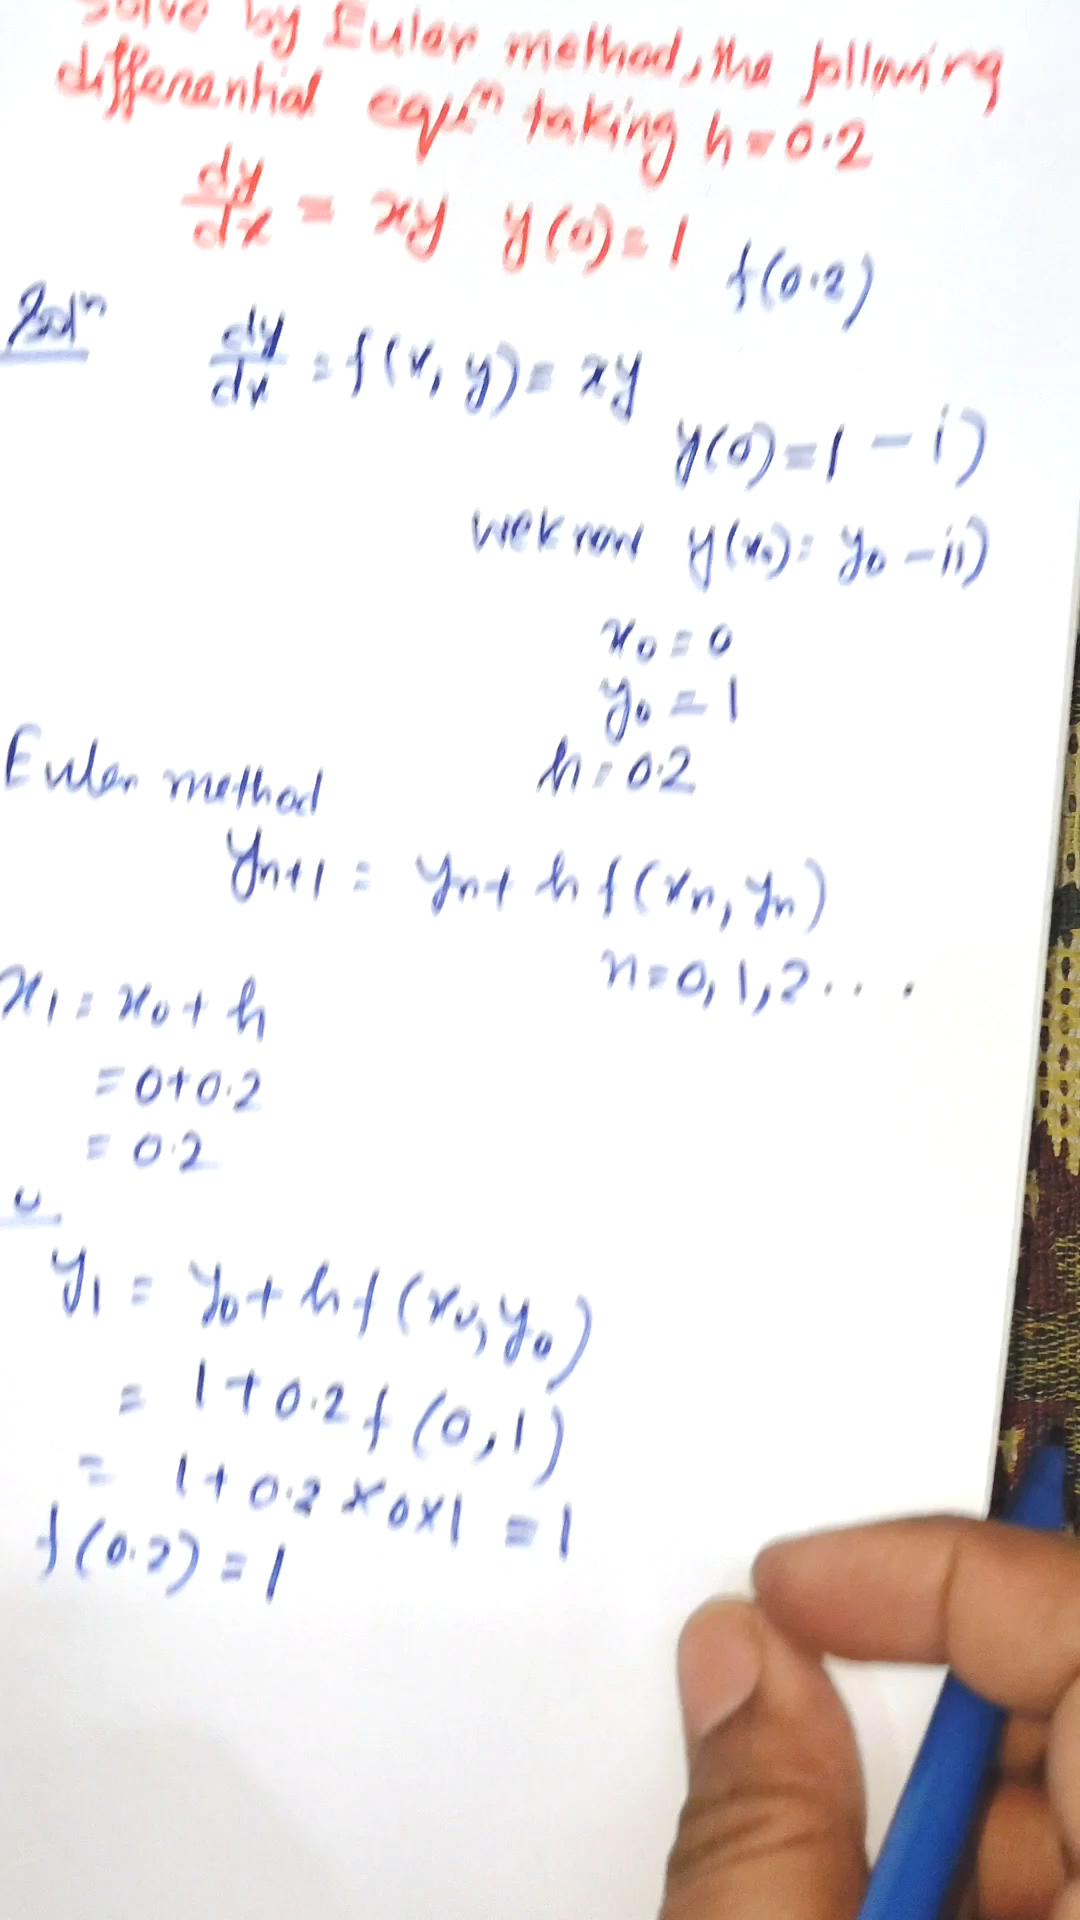 Solve by Euler method, the following
differential equⁿ taking h=0.2
dy/dx = xy y(0)=1
f(0.2)
Solⁿ
dy/dx = f(x, y) = xy
y(0)=1 - i)
we know y(x₀) = y₀ - ii)
x₀ = 0
y₀ = 1
h = 0.2
Euler method
yₙ₊₁ = yₙ + h f(xₙ, yₙ)
n=0, 1, 2 ....
x₁ = x₀ + h
= 0+0.2
= 0.2
y₁ = y₀ + h f (x₀, y₀)
= 1+0.2 f (0, 1)
= 1+0.2 × 0×1 = 1
f(0.2) = 1